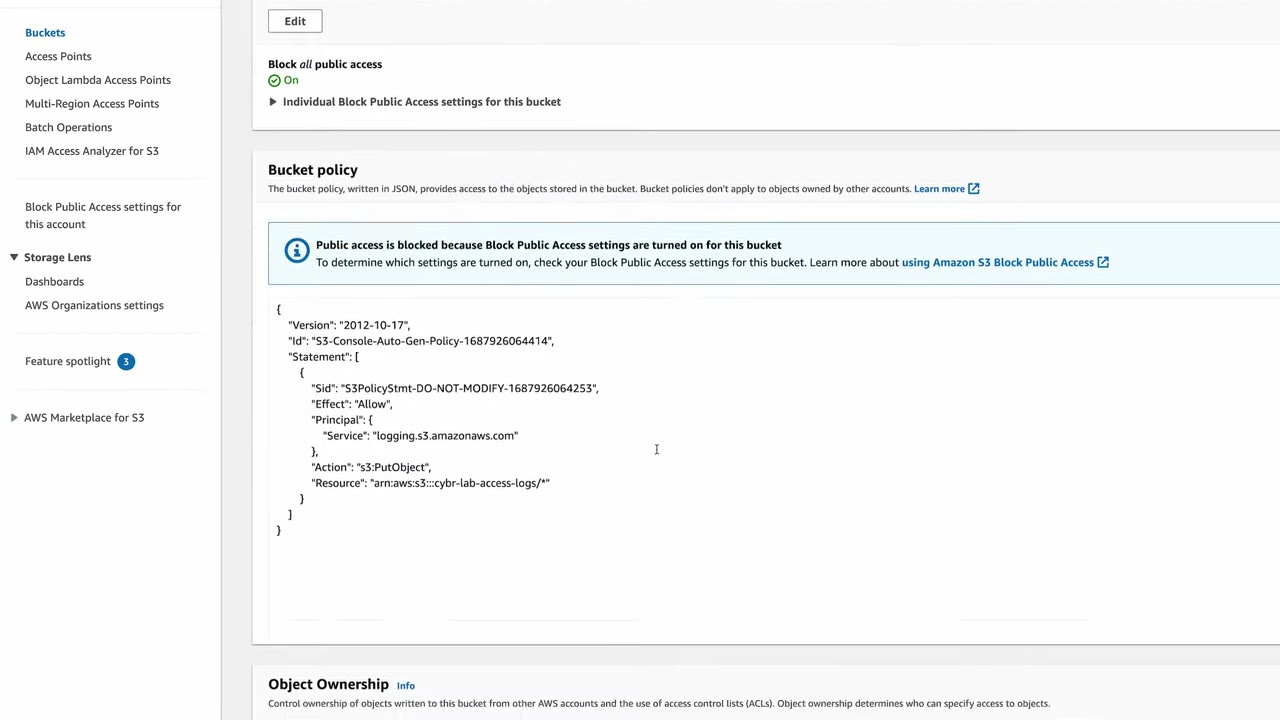 Buckets
Access Points
Object Lambda Access Points
Multi-Region Access Points
Batch Operations
IAM Access Analyzer for S3
Block Public Access settings for
this account
Storage Lens
Dashboards
AWS Organizations settings
Feature spotlight 3
AWS Marketplace for S3
Edit
Block all public access
On
Individual Block Public Access settings for this bucket
Bucket policy
The bucket policy, written in JSON, provides access to the objects stored in the bucket. Bucket policies don't apply to objects owned by other accounts. Learn more
Public access is blocked because Block Public Access settings are turned on for this bucket
To determine which settings are turned on, check your Block Public Access settings for this bucket. Learn more about using Amazon S3 Block Public Access
{
"Version": "2012-10-17",
"Id": "S3-Console-Auto-Gen-Policy-1687926064414",
"Statement": [
{
"Sid": "S3PolicyStmt-DO-NOT-MODIFY-1687926064253",
"Effect": "Allow",
"Principal": {
"Service": "logging.s3.amazonaws.com"
},
"Action": "s3:PutObject",
"Resource": "arn:aws:s3:::cybr-lab-access-logs/*"
}
]
}
Object Ownership Info
Control ownership of objects written to this bucket from other AWS accounts and the use of access control lists (ACLs). Object ownership determines who can specify access to objects.